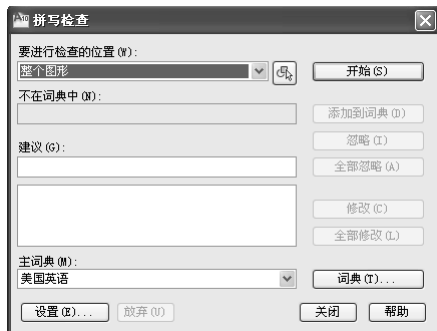 拼写检查
要进行检查的位置(W):
整个图形
开始(S)
不在词典中(N):
添加到词典(D)
忽略(I)
建议(G):
全部忽略(A)
修改(C)
全部修改(L)
主词典(M):
美国英语
词典(T)...
设置(E)...
放弃(U)
关闭
帮助